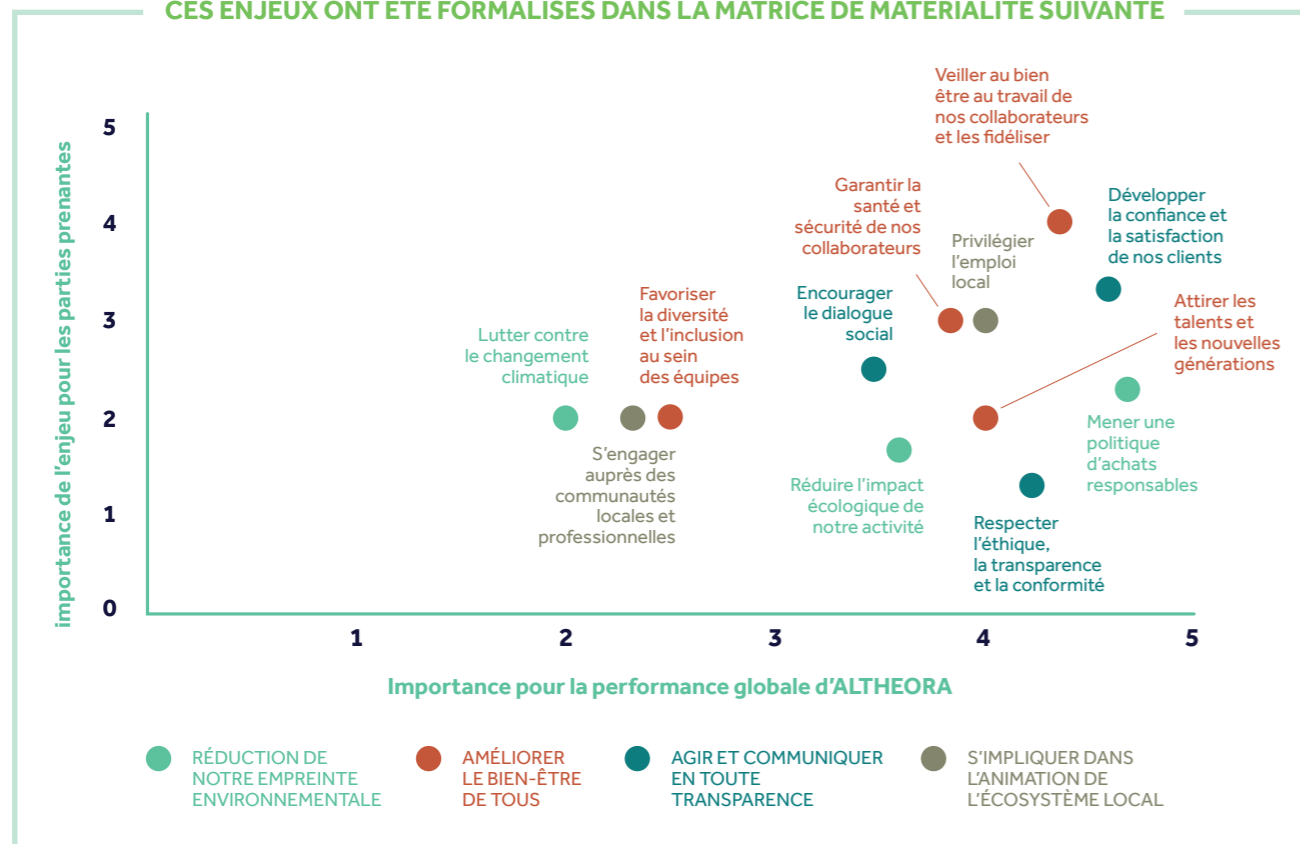 CES ENJEUX ONT ÉTÉ FORMALISÉS DANS LA MATRICE DE MATÉRIALITÉ SUIVANTE
importance de l'enjeu pour les parties prenantes
5
4
3
2
1
0
Veiller au bien
être au travail de
nos collaborateurs
et les fidéliser
Garantir la
santé et
sécurité de nos
collaborateurs
Privilégier
l'emploi
local
Développer
la confiance et
la satisfaction
de nos clients
Encourager
le dialogue
social
Attirer les
talents et
les nouvelles
générations
Favoriser
la diversité
et l'inclusion
au sein
des équipes
Lutter contre
le changement
climatique
S'engager
auprès des
communautés
locales et
professionnelles
Réduire l'impact
écologique de
notre activité
Mener une
politique
d'achats
responsables
Respecter
l'éthique,
la transparence
et la conformité
1
2
3
4
5
Importance pour la performance globale d'ALTHEORA
RÉDUCTION DE
NOTRE EMPREINTE
ENVIRONNEMENTALE
AMÉLIORER
LE BIEN-ÊTRE
DE TOUS
AGIR ET COMMUNIQUER
EN TOUTE
TRANSPARENCE
S'IMPLIQUER DANS
L'ANIMATION DE
L'ÉCOSYSTÈME LOCAL